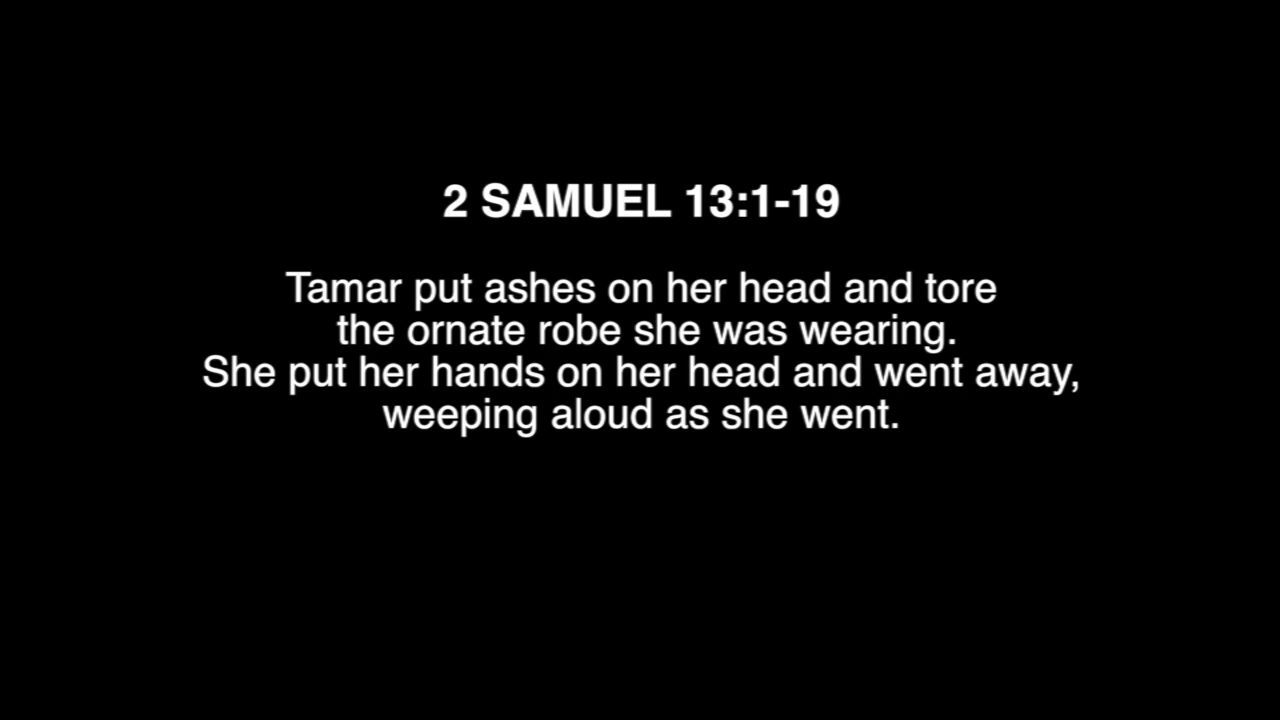 2 SAMUEL 13:1-19
Tamar put ashes on her head and tore
the ornate robe she was wearing.
She put her hands on her head and went away,
weeping aloud as she went.